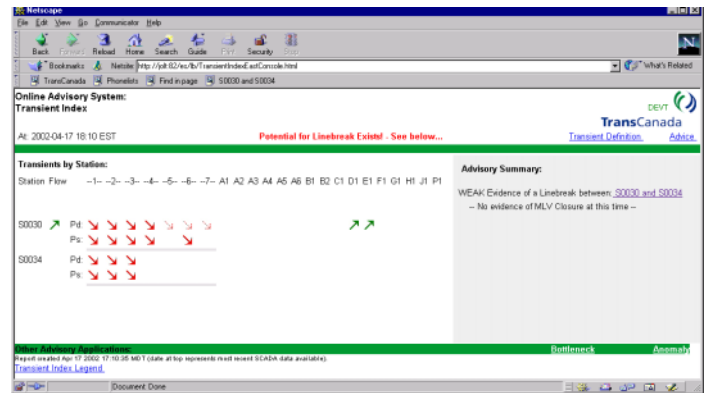 Netscape
File Edit View Go Communicator Help
Back Forward Reload Home Search Guide Print Security Stop
Bookmarks Netsite: http://jolt:82/es/lb/TransientIndexEastConsole.html What's Related
TransCanada Phonelists Find in page S0030 and S0034
Online Advisory System:
Transient Index
DEVT
TransCanada
At: 2002-04-17 18:10 EST Potential for Linebreak Exists! - See below... Transient Definition Advice
Transients by Station:
Advisory Summary:
Station Flow --1-- --2-- --3-- --4-- --5-- --6-- --7-- A1 A2 A3 A4 A5 A6 B1 B2 C1 D1 E1 F1 G1 H1 J1 P1
WEAK Evidence of a Linebreak between: S0030 and S0034
-- No evidence of MLV Closure at this time --
S0030 Pd:
Ps:
S0034 Pd:
Ps:
Other Advisory Applications: Bottleneck Anomaly
Report created Apr 17 2002 17:10:35 MDT (date at top represents most recent SCADA data available).
Transient Index Legend.
Document: Done